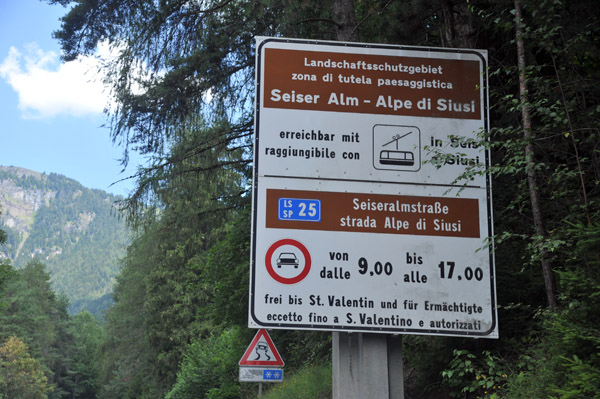 Landschaftsschutzgebiet
zona di tutela paesaggistica
Seiser Alm - Alpe di Siusi
erreichbar mit
raggiungibile con
in Seis
Siusi
LS
SP 25
Seiseralmstraße
strada Alpe di Siusi
von 9.00 bis 17.00
dalle alle
frei bis St. Valentin und für Ermächtigte
eccetto fino a S. Valentino e autorizzati